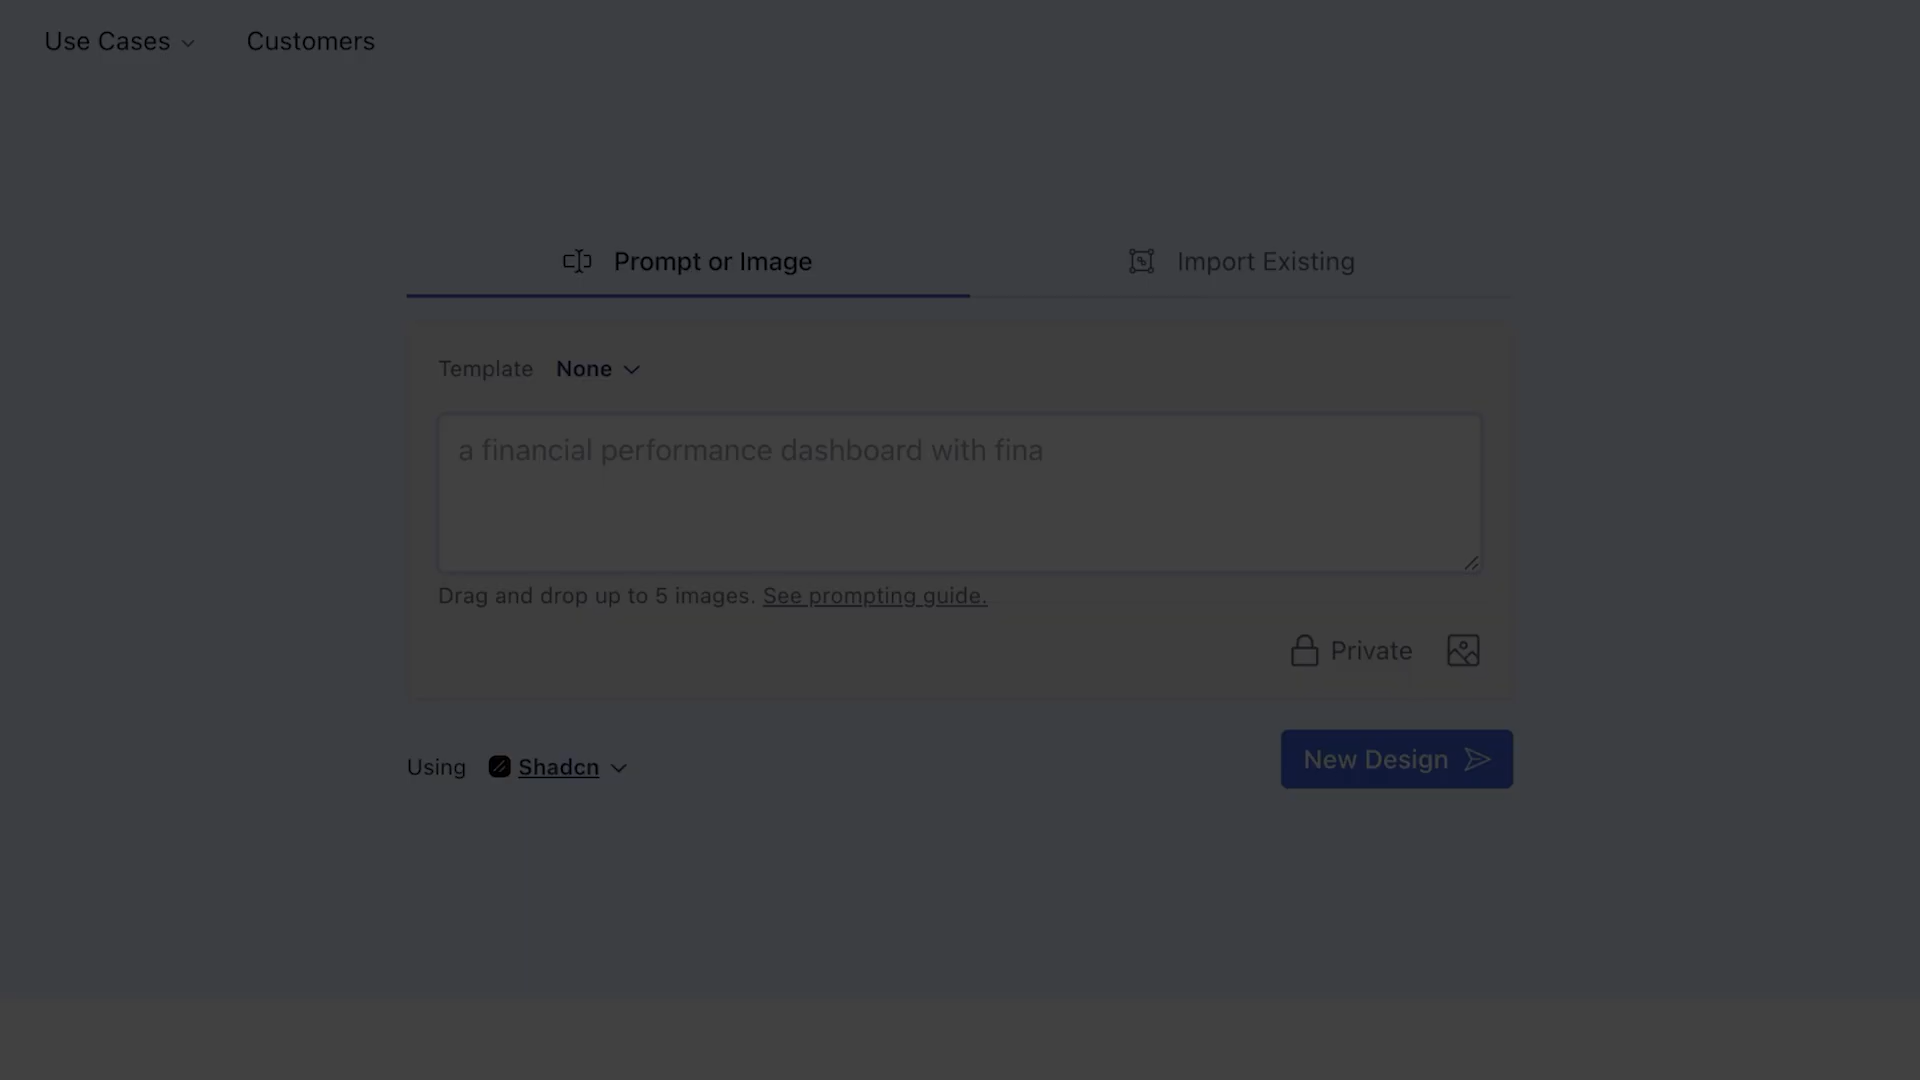 Use Cases Customers
Prompt or Image Import Existing
Template None
a financial performance dashboard with fina
Drag and drop up to 5 images. See prompting guide.
Private
Using Shadcn
New Design